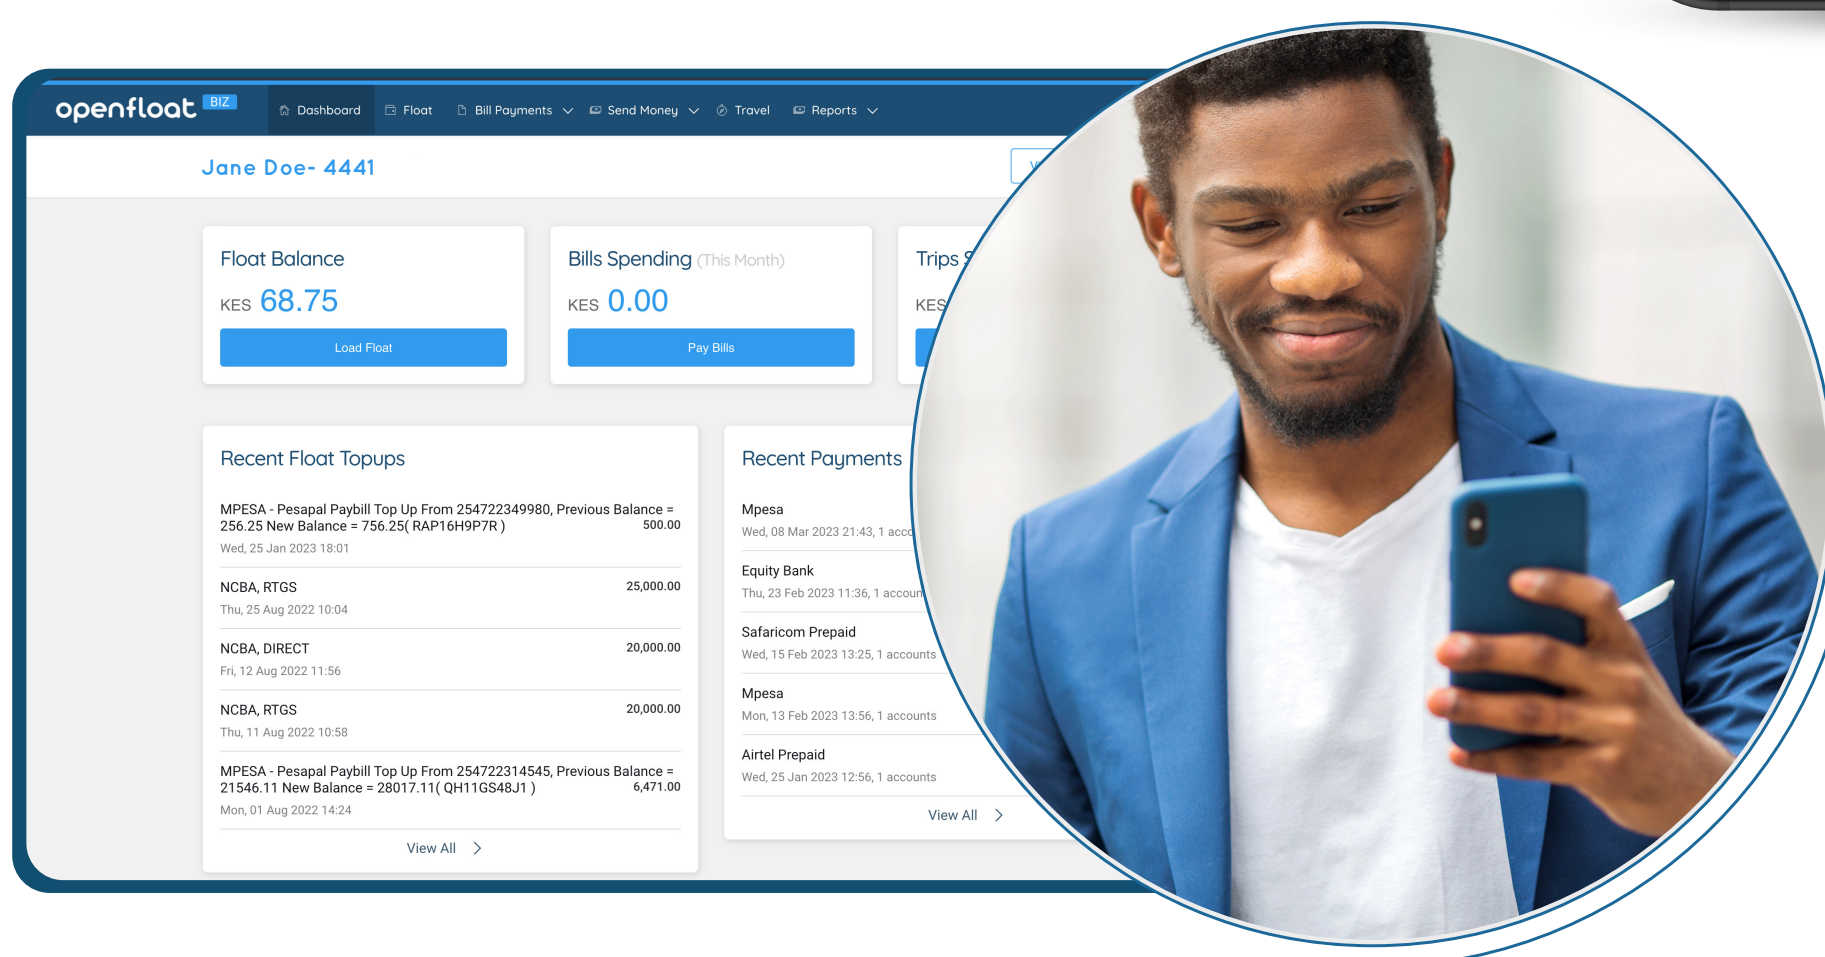 openfloat BIZ
Dashboard Float Bill Payments Send Money Travel Reports
Jane Doe- 4441
Float Balance
KES 68.75
Load Float
Bills Spending (This Month)
KES 0.00
Pay Bills
Trips
KES
Recent Float Topups
MPESA - Pesapal Paybill Top Up From 254722349980, Previous Balance =
256.25 New Balance = 756.25( RAP16H9P7R ) 500.00
Wed, 25 Jan 2023 18:01
NCBA, RTGS 25,000.00
Thu, 25 Aug 2022 10:04
NCBA, DIRECT 20,000.00
Fri, 12 Aug 2022 11:56
NCBA, RTGS 20,000.00
Thu, 11 Aug 2022 10:58
MPESA - Pesapal Paybill Top Up From 254722314545, Previous Balance =
21546.11 New Balance = 28017.11( QH11GS48J1 ) 6,471.00
Mon, 01 Aug 2022 14:24
View All
Recent Payments
Mpesa
Wed, 08 Mar 2023 21:43, 1
Equity Bank
Thu, 23 Feb 2023 11:36, 1
Safaricom Prepaid
Wed, 15 Feb 2023 13:25, 1 accounts
Mpesa
Mon, 13 Feb 2023 13:56, 1 accounts
Airtel Prepaid
Wed, 25 Jan 2023 12:56, 1 accounts
View All